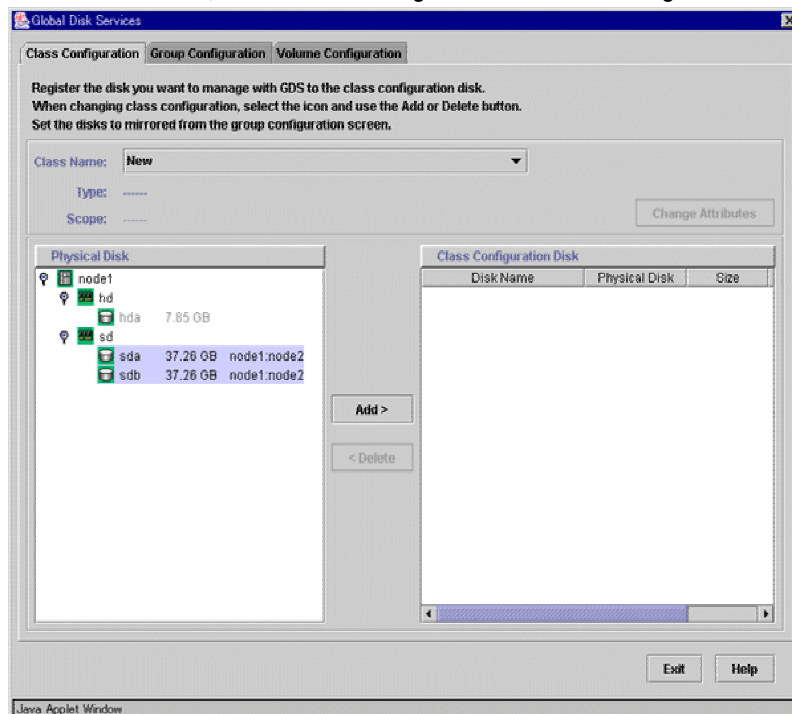 Global Disk Services
Class Configuration Group Configuration Volume Configuration
Register the disk you want to manage with GDS to the class configuration disk.
When changing class configuration, select the icon and use the Add or Delete button.
Set the disks to mirrored from the group configuration screen.
Class Name: New
Type: -----
Scope: -----
Change Attributes
Physical Disk
node1
hd
hda 7.85 GB
sd
sda 37.26 GB node1:node2
sdb 37.26 GB node1:node2
Add >
< Delete
Class Configuration Disk
Disk Name Physical Disk Size
Exit Help
Java Applet Window